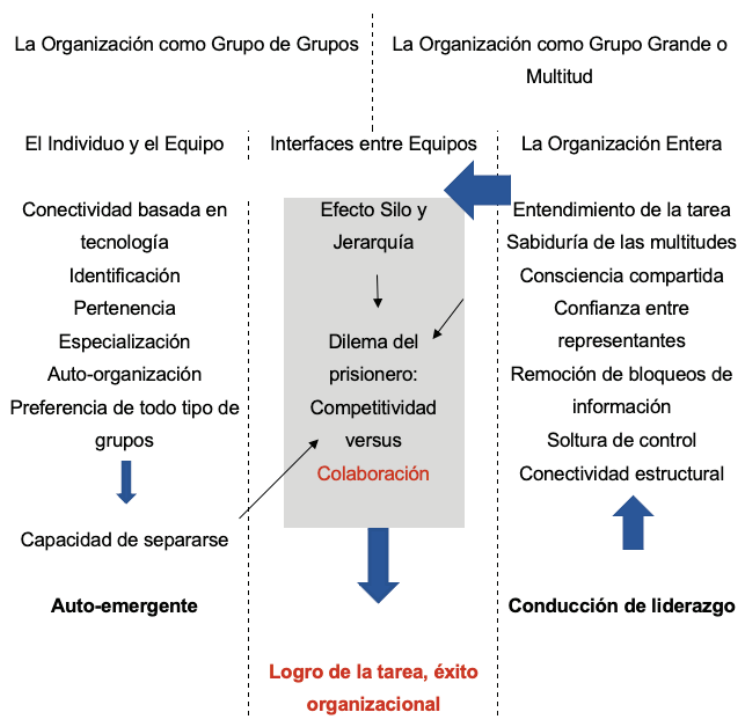 La Organización como Grupo de Grupos
La Organización como Grupo Grande o
Multitud
El Individuo y el Equipo
Interfaces entre Equipos
La Organización Entera
Conectividad basada en
tecnología
Identificación
Pertenencia
Especialización
Auto-organización
Preferencia de todo tipo de
grupos
Capacidad de separarse
Auto-emergente
Efecto Silo y
Jerarquía
Dilema del
prisionero:
Competitividad
versus
Colaboración
Logro de la tarea, éxito
organizacional
Entendimiento de la tarea
Sabiduría de las multitudes
Consciencia compartida
Confianza entre
representantes
Remoción de bloqueos de
información
Soltura de control
Conectividad estructural
Conducción de liderazgo